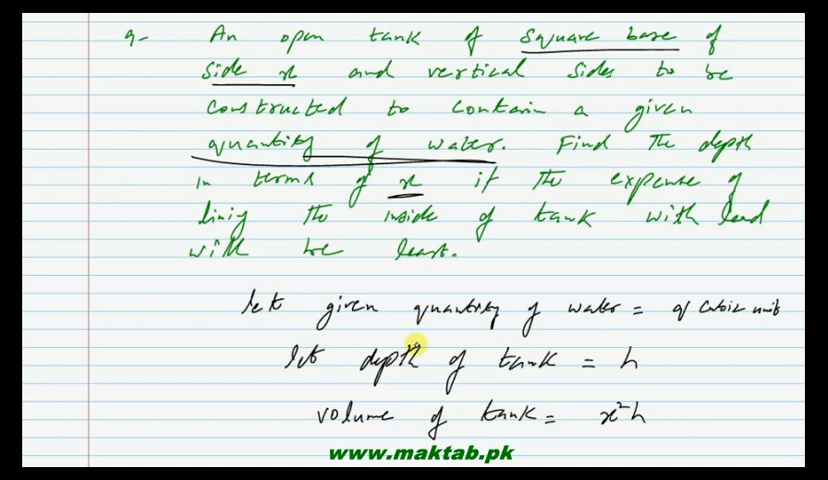 q- An open tank of square base of
side x and vertical sides to be
constructed to contain a given
quantity of water. Find the depth
in terms of x if the expense of
lining the inside of tank with lead
will be least.
let given quantity of water = q cubic unit
let depth of tank = h
volume of tank = x²h
www.maktab.pk